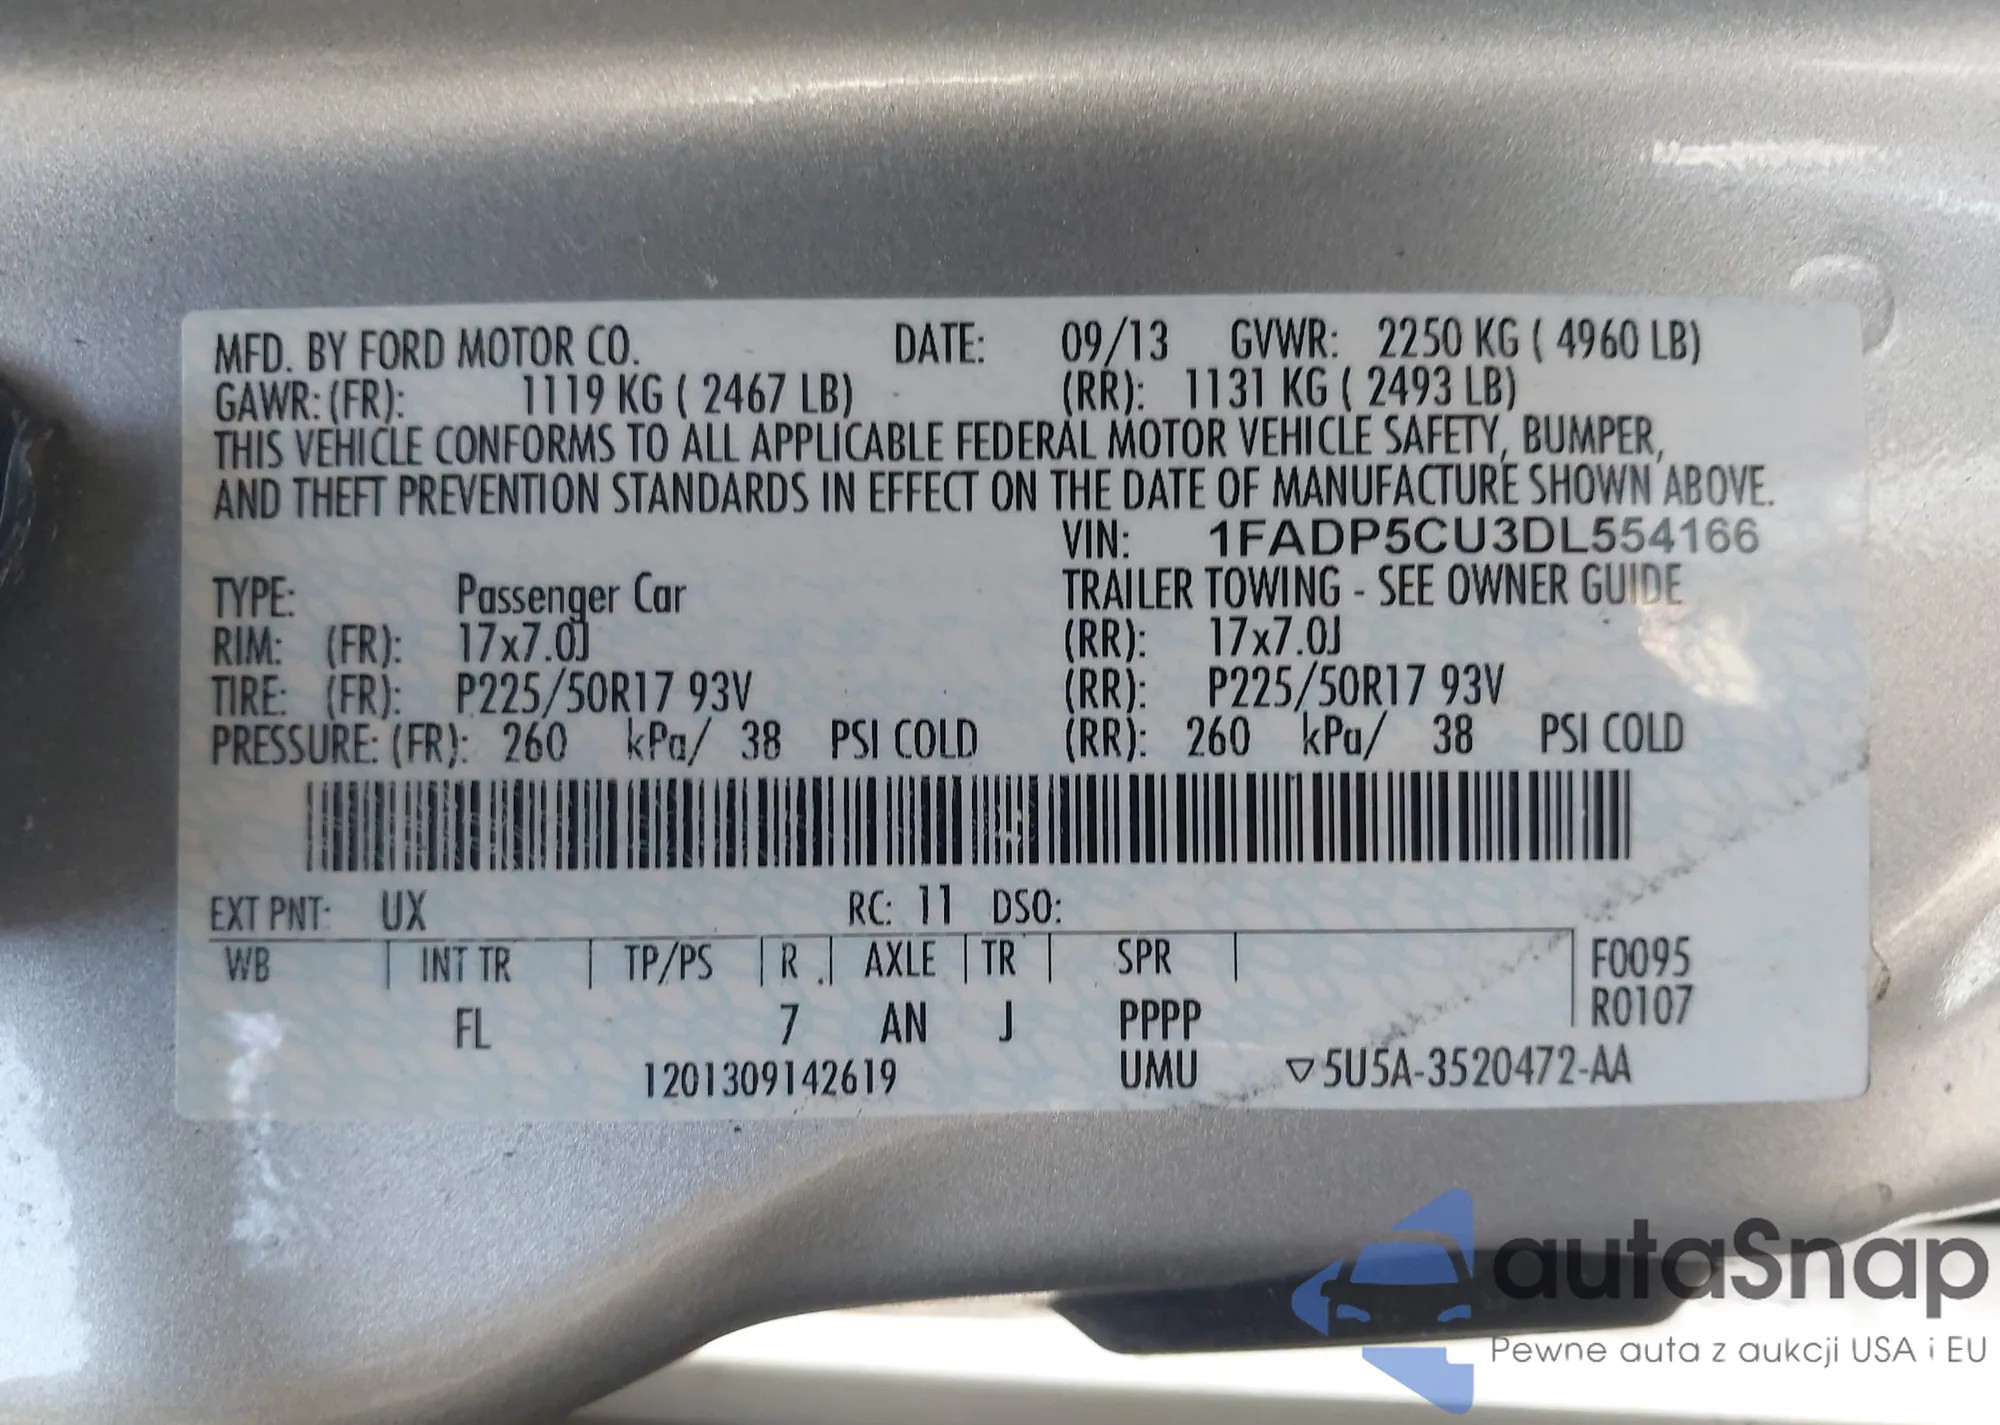 MFD. BY FORD MOTOR CO. DATE: 09/13 GVWR: 2250 KG ( 4960 LB)
GAWR: (FR): 1119 KG ( 2467 LB) (RR): 1131 KG ( 2493 LB)
THIS VEHICLE CONFORMS TO ALL APPLICABLE FEDERAL MOTOR VEHICLE SAFETY, BUMPER,
AND THEFT PREVENTION STANDARDS IN EFFECT ON THE DATE OF MANUFACTURE SHOWN ABOVE.
VIN: 1FADP5CU3DL554166
TYPE: Passenger Car TRAILER TOWING - SEE OWNER GUIDE
RIM: (FR): 17x7.0J (RR): 17x7.0J
TIRE: (FR): P225/50R17 93V (RR): P225/50R17 93V
PRESSURE: (FR): 260 kPa/ 38 PSI COLD (RR): 260 kPa/ 38 PSI COLD
EXT PNT: UX RC: 11 DSO:
WB INT TR TP/PS R . AXLE TR SPR F0095
R0107
FL 7 AN J PPPP
1201309142619 UMU ▽5U5A-3520472-AA
autaSnap
Pewne auta z aukcji USA i EU